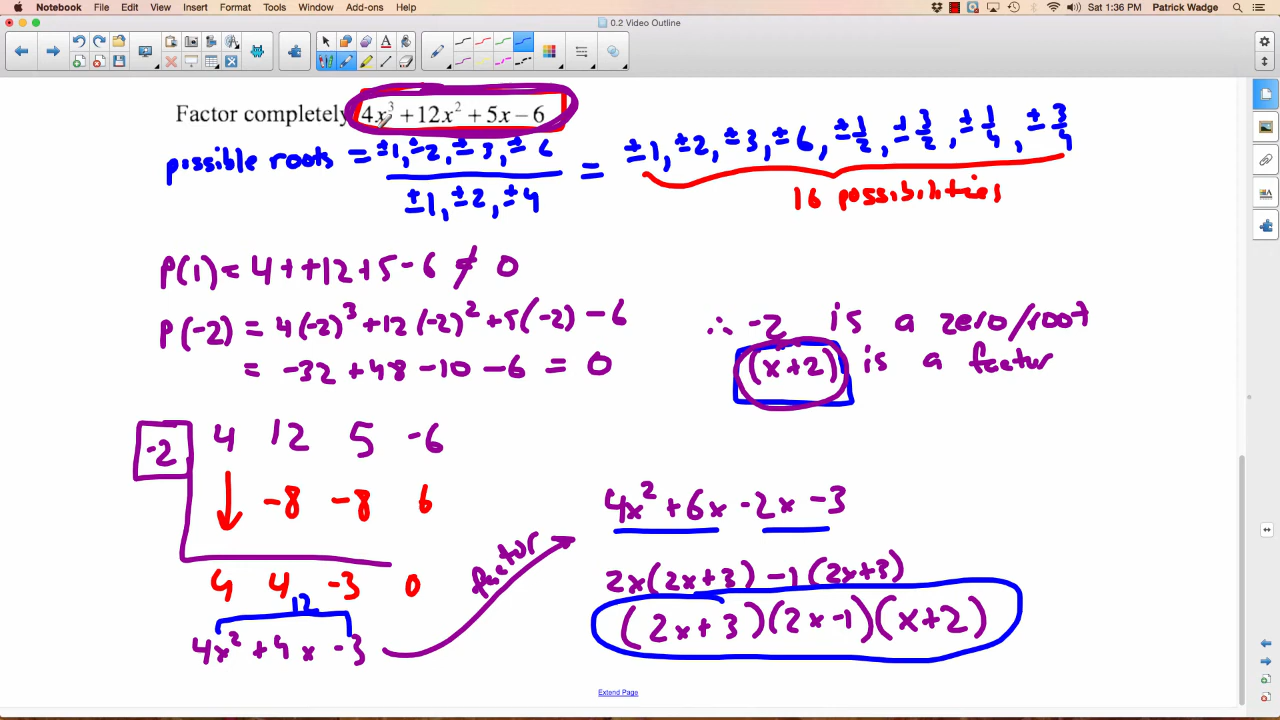 Notebook File Edit View Insert Format Tools Window Add-ons Help Sat 1:36 PM Patrick Wadge
0.2 Video Outline
Factor completely 4x³ + 12x² + 5x − 6
possible roots = ±1, ±2, ±3, ±6 / ±1, ±2, ±4 = ±1, ±2, ±3, ±6, ±1/2, ±3/2, ±1/4, ±3/4
16 possibilities
P(1) = 4 + +12 + 5 - 6 ≠ 0
P(-2) = 4(-2)³ + 12(-2)² + 5(-2) - 6
= -32 + 48 - 10 - 6 = 0
∴ -2 is a zero/root
(x+2) is a factor
-2 4 12 5 -6
-8 -8 6
4 4 -3 0
12
4x² + 4x - 3
factor
4x² + 6x - 2x - 3
2x(2x+3) - 1(2x+3)
(2x+3)(2x-1)(x+2)
Extend Page